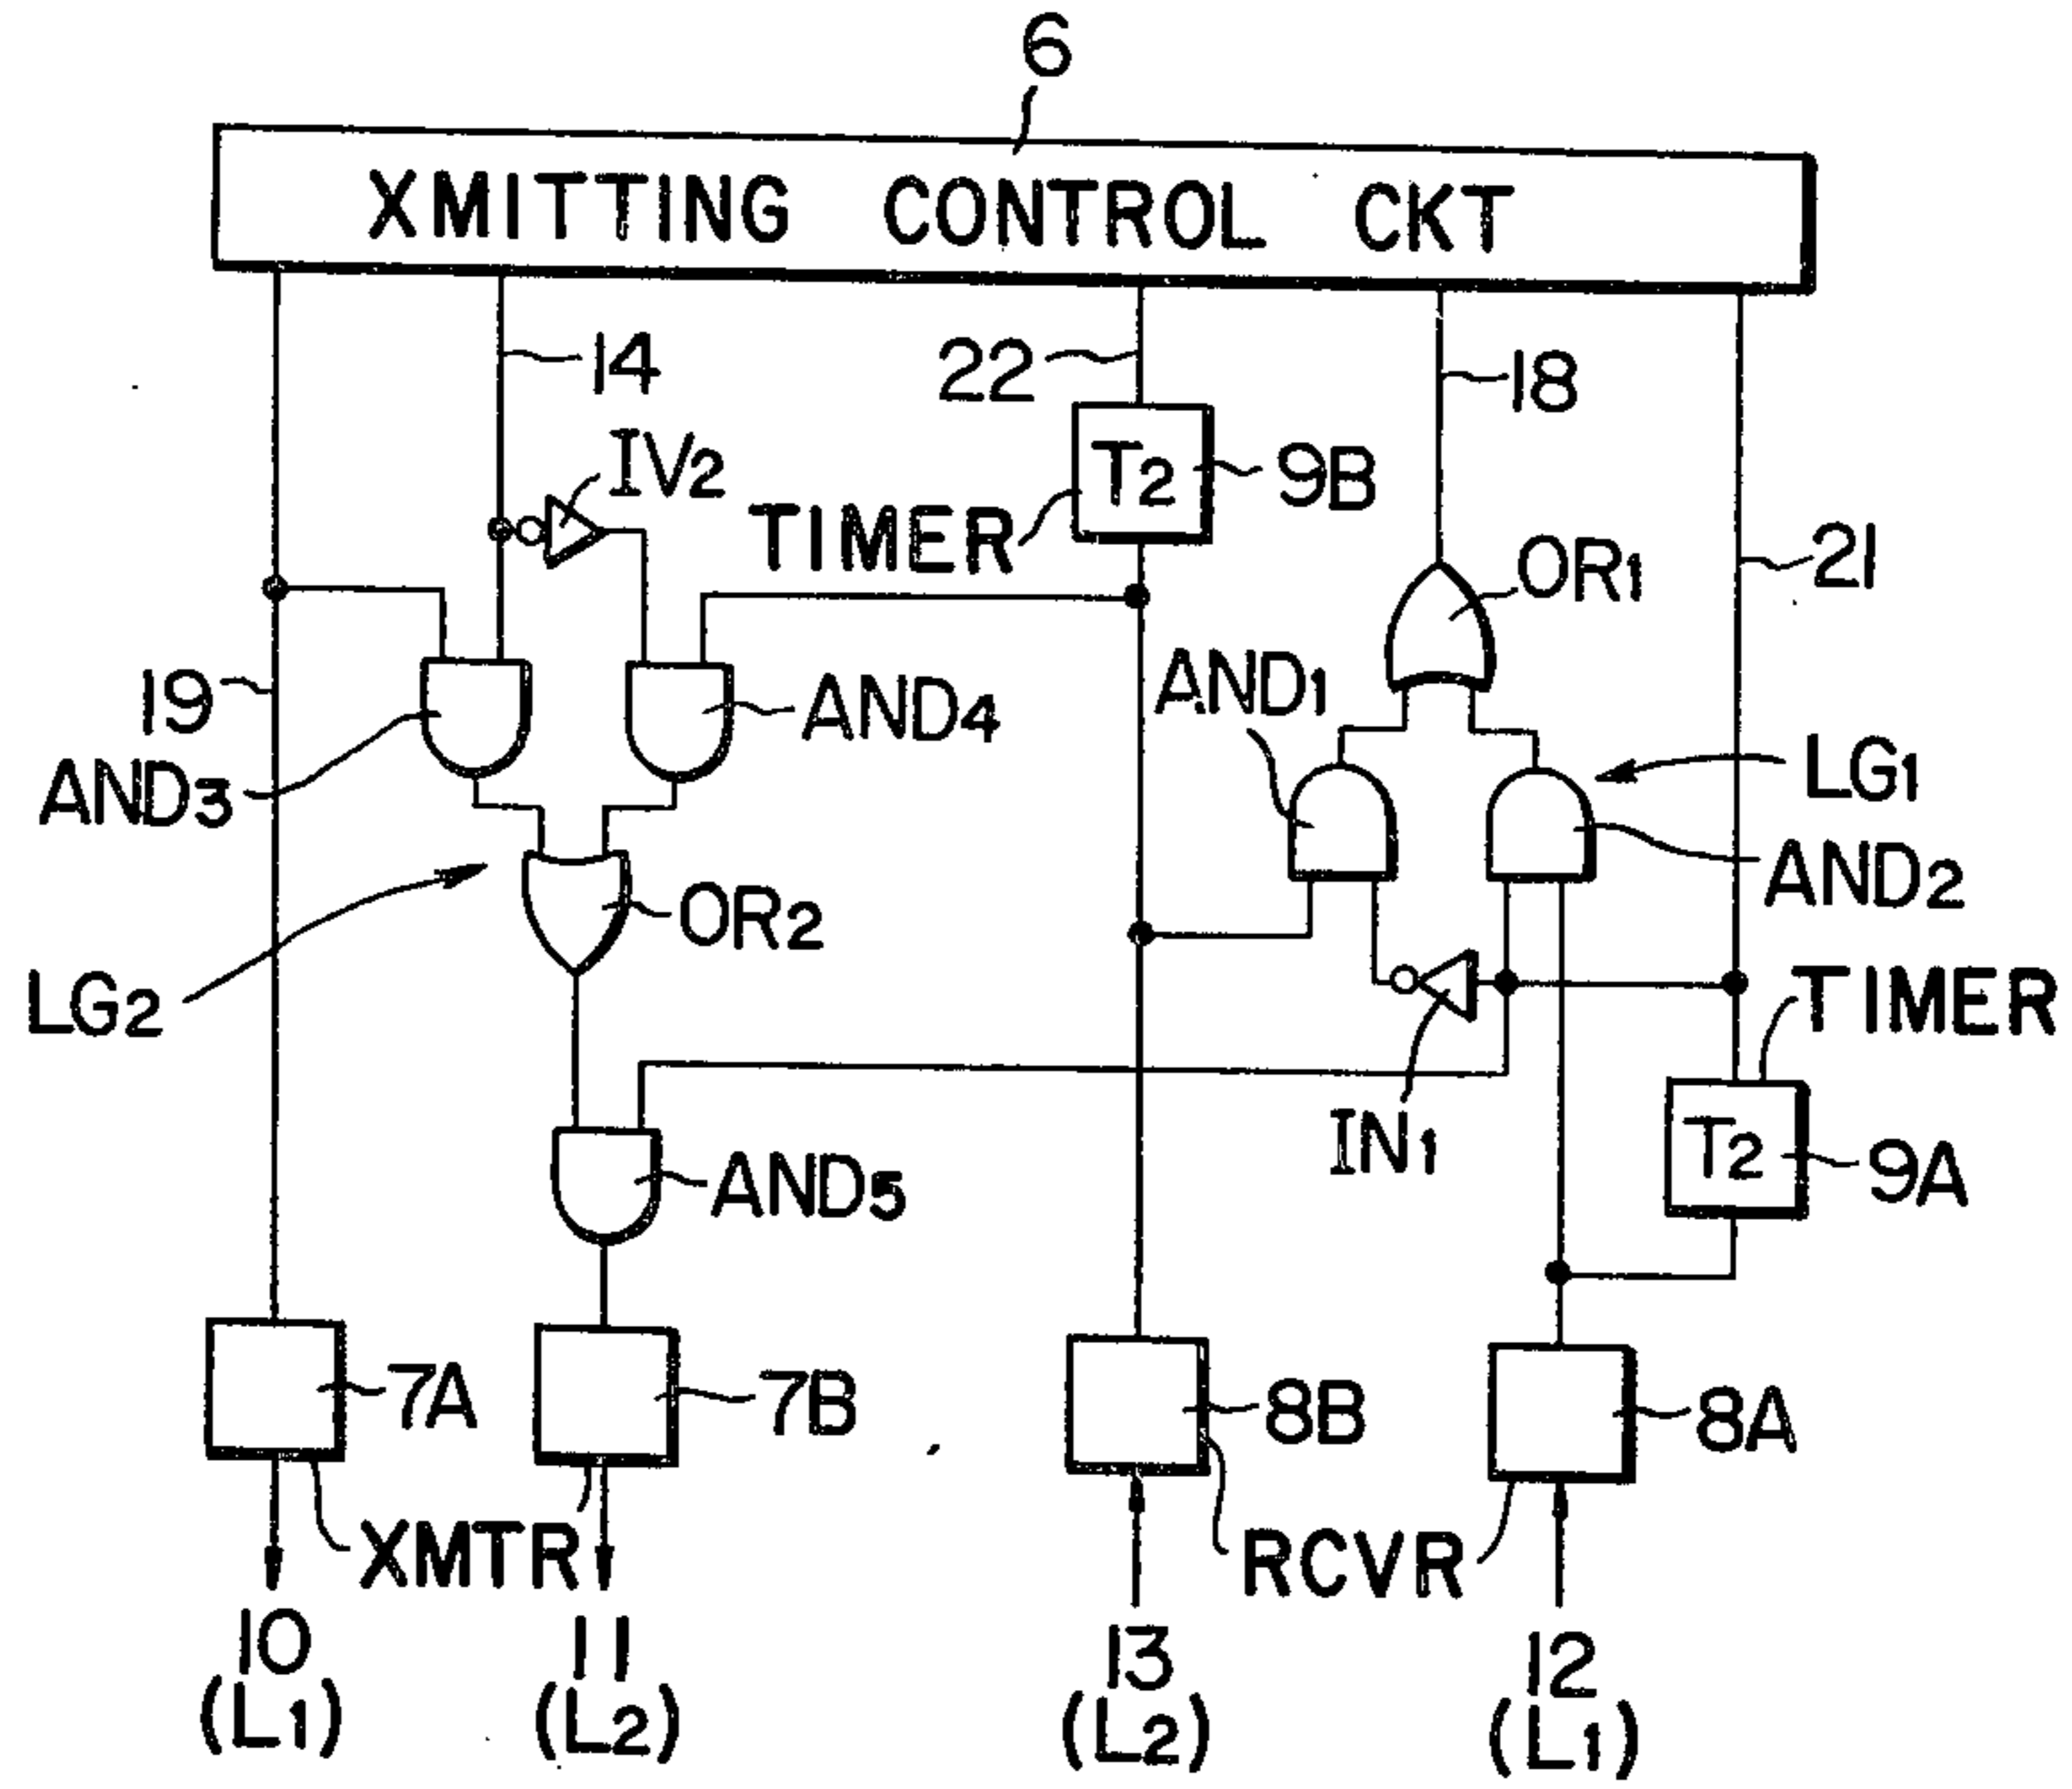 6
XMITTING CONTROL CKT
14
22
18
IV2
T2
9B
TIMER
21
OR1
19
AND3
AND4
AND1
LG1
AND2
OR2
LG2
TIMER
IN1
T2
9A
AND5
7A
7B
8B
8A
XMTR
RCVR
10
(L1)
11
(L2)
13
(L2)
12
(L1)